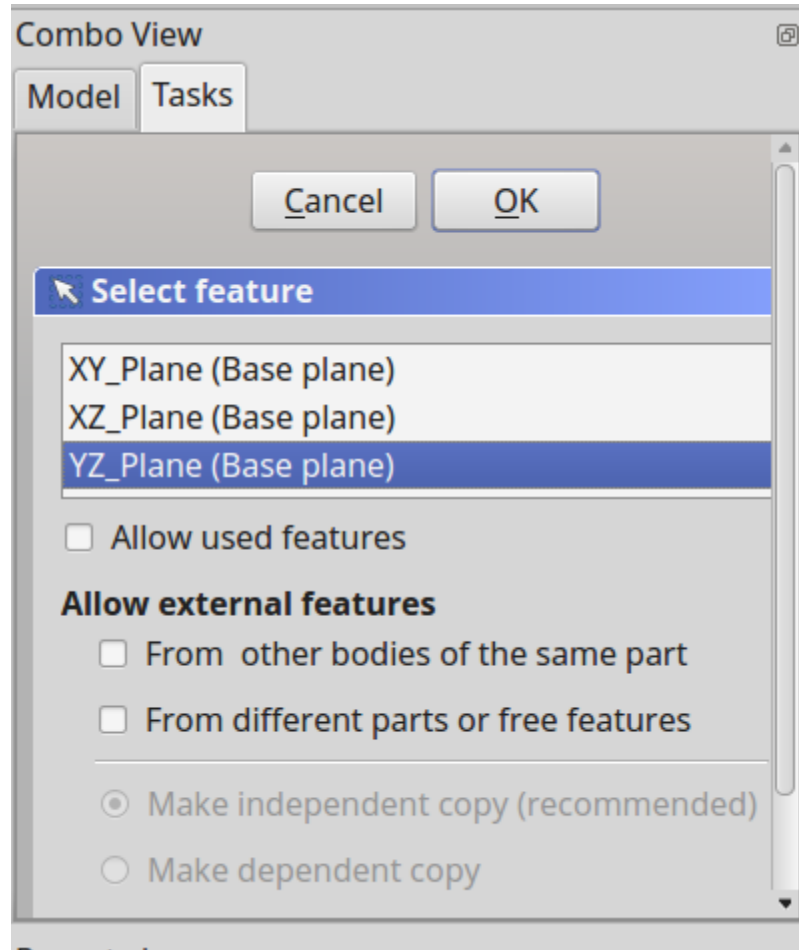 Combo View
Model Tasks
Cancel OK
Select feature
XY_Plane (Base plane)
XZ_Plane (Base plane)
YZ_Plane (Base plane)
Allow used features
Allow external features
From  other bodies of the same part
From different parts or free features
Make independent copy (recommended)
Make dependent copy